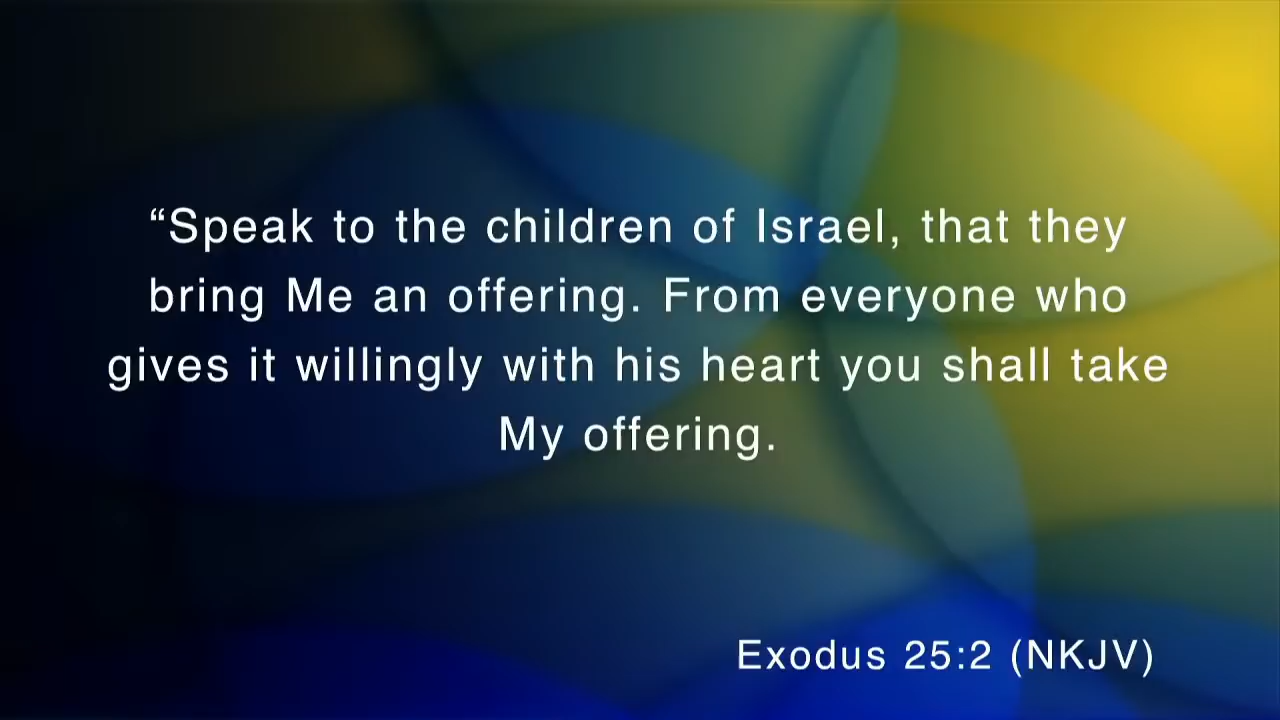 “Speak to the children of Israel, that they
bring Me an offering. From everyone who
gives it willingly with his heart you shall take
My offering.
Exodus 25:2 (NKJV)